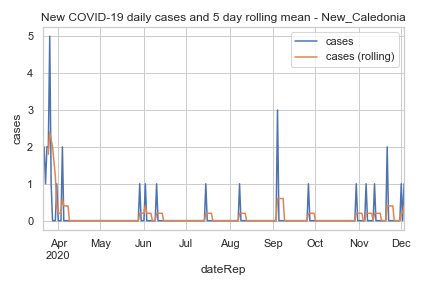 New COVID-19 daily cases and 5 day rolling mean - New_Caledonia
cases
cases (rolling)
5
4
3
2
1
0
cases
Apr May Jun Jul Aug Sep Oct Nov Dec
2020
dateRep